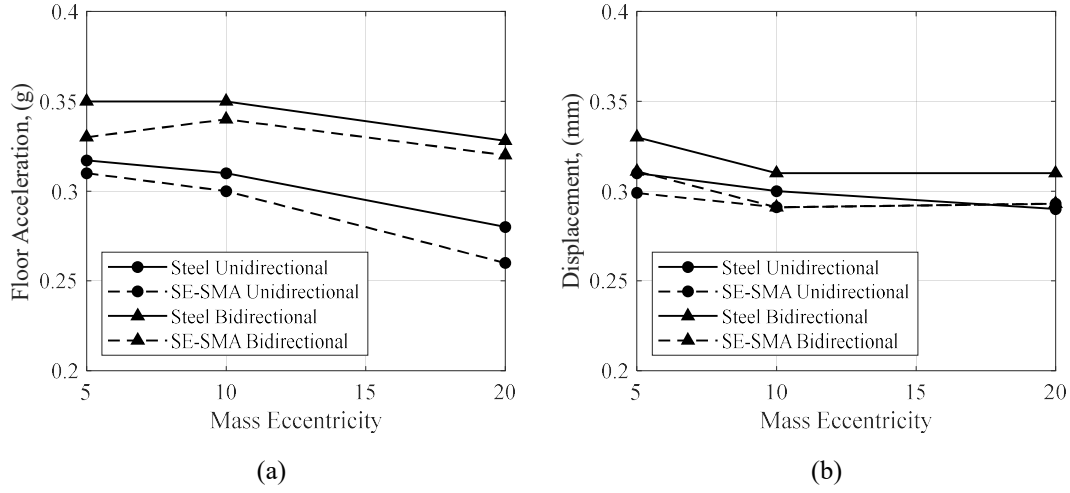 0.4
0.35
0.3
0.25
0.2
Floor Acceleration, (g)
Steel Unidirectional
SE-SMA Unidirectional
Steel Bidirectional
SE-SMA Bidirectional
5 10 15 20
Mass Eccentricity
(a)
0.4
0.35
0.3
0.25
0.2
Displacement, (mm)
Steel Unidirectional
SE-SMA Unidirectional
Steel Bidirectional
SE-SMA Bidirectional
5 10 15 20
Mass Eccentricity
(b)